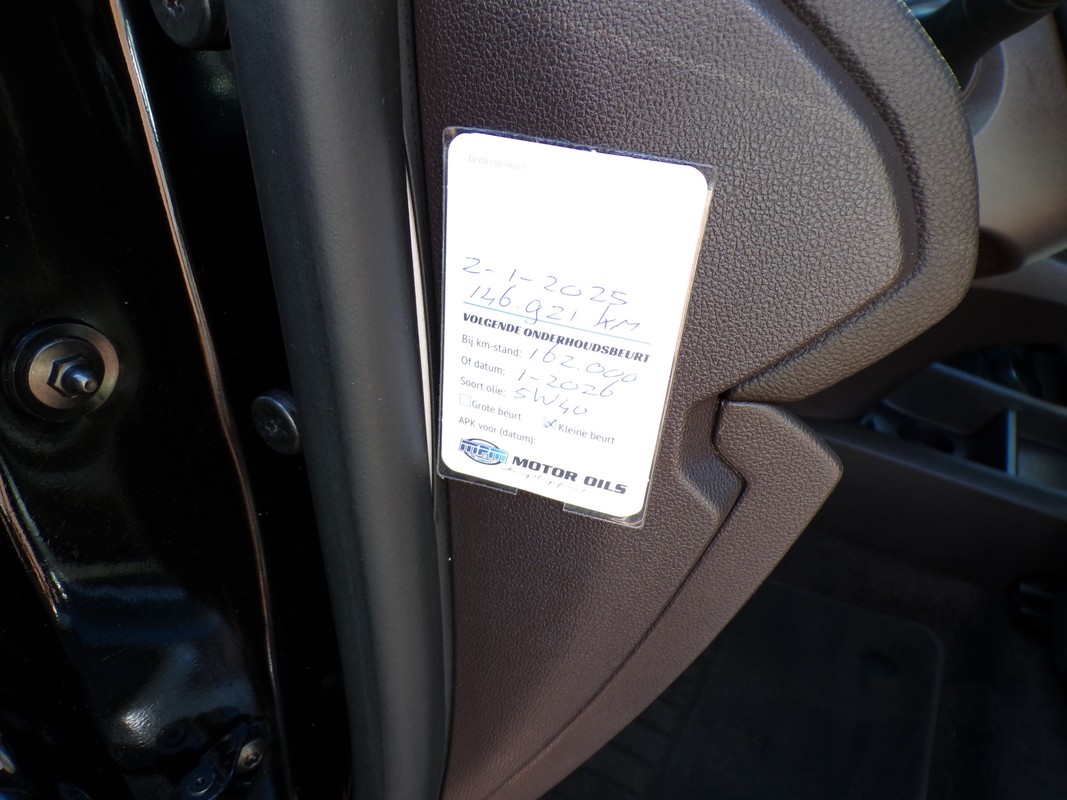 2-1-2025
146.921 km
VOLGENDE ONDERHOUDSBEURT
Bij km-stand: 162.000
Of datum: 1-2026
Soort olie: 5W40
Grote beurt Kleine beurt
APK voor (datum):
MOTOR OILS